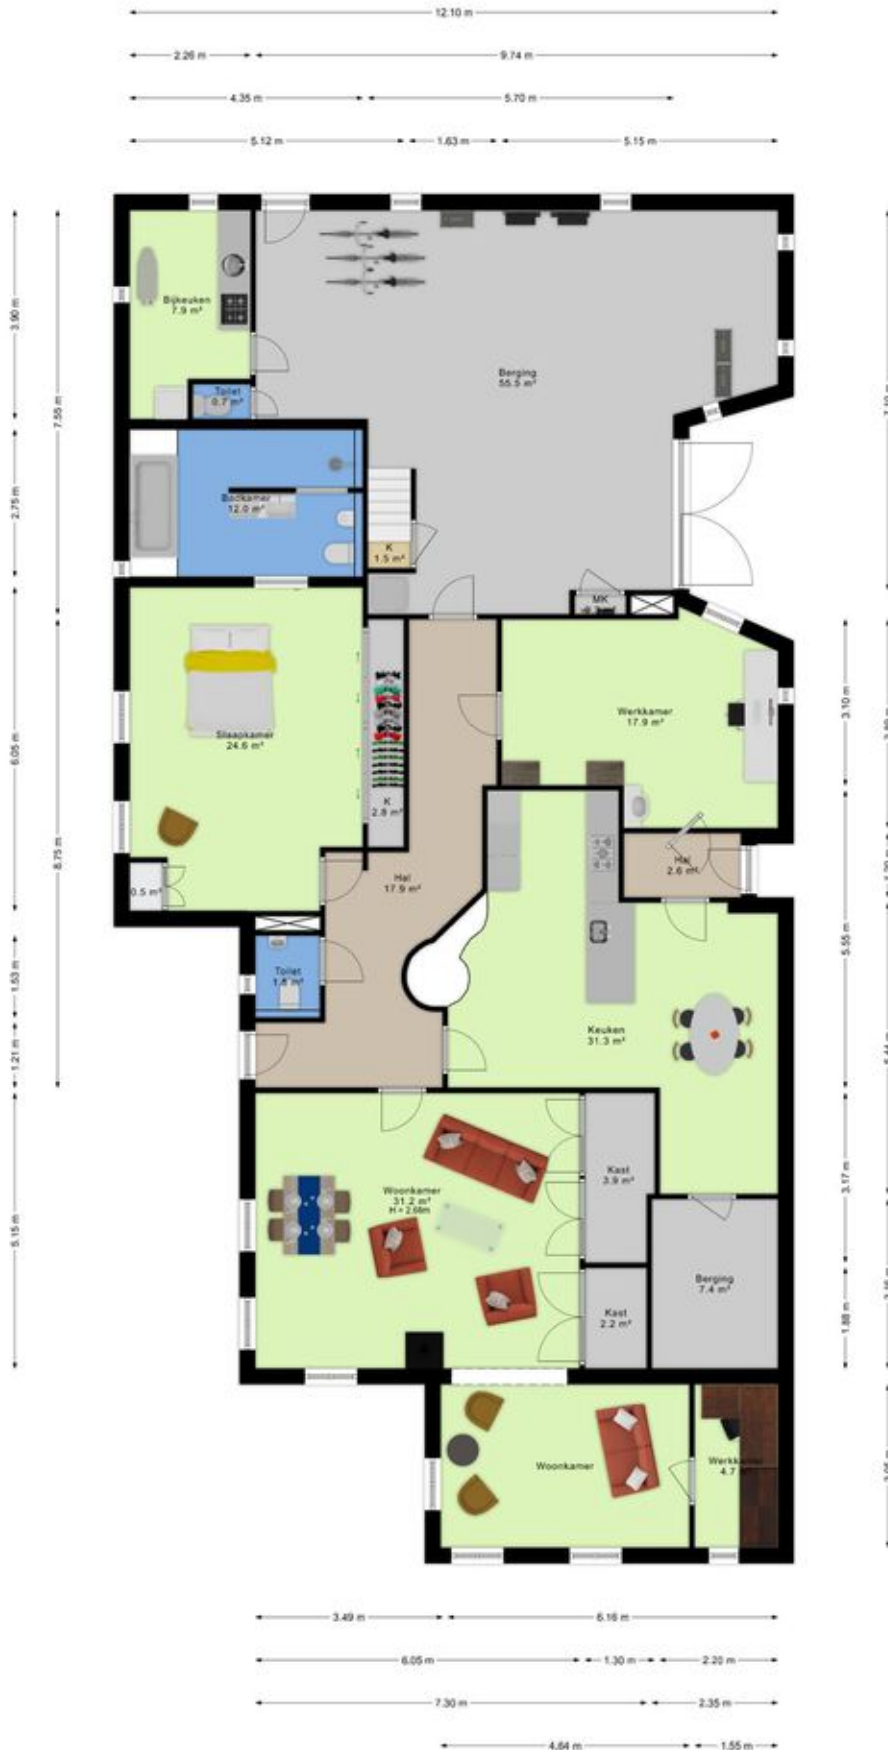 12.10 m
2.26 m
9.74 m
4.35 m
5.70 m
5.12 m
1.63 m
5.15 m
3.90 m
7.55 m
2.75 m
6.05 m
8.75 m
1.53 m
1.21 m
5.15 m
Bijkeuken
7.9 m²
Toilet
0.7 m²
Berging
55.5 m²
Badkamer
12.0 m²
K
1.5 m²
MK
Slaapkamer
24.6 m²
K
2.8 m²
Werkkamer
17.9 m²
0.5 m²
Hal
17.9 m²
Hal
2.6 m²
Toilet
Keuken
31.3 m²
Woonkamer
31.2 m²
H = 2.68m
Kast
3.9 m²
Kast
2.2 m²
Berging
7.4 m²
Woonkamer
4.7
3.10 m
5.55 m
3.17 m
1.88 m
3.49 m
6.16 m
6.05 m
1.30 m
2.20 m
7.30 m
2.35 m
4.64 m
1.55 m